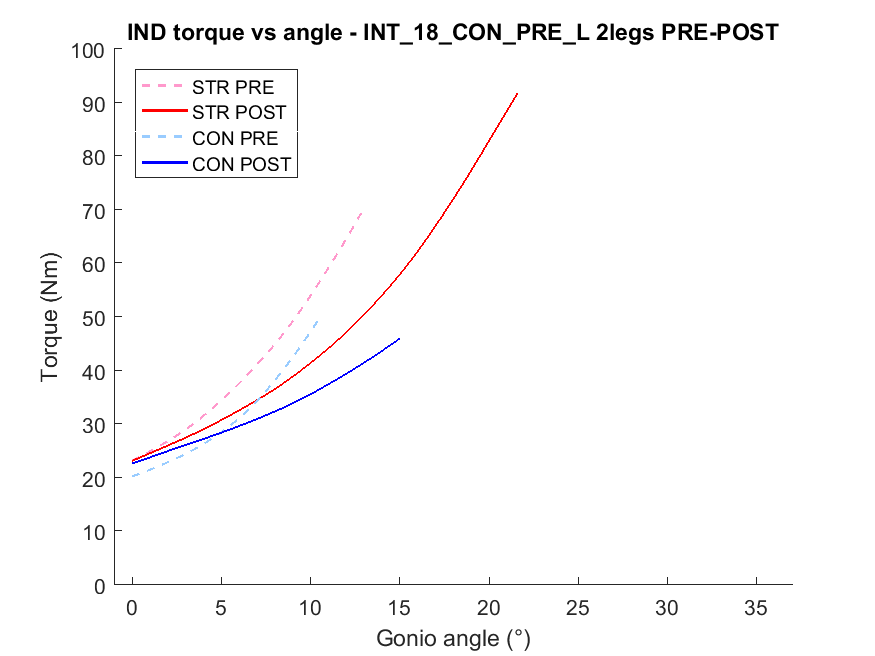 IND torque vs angle - INT_18_CON_PRE_L 2legs PRE-POST
100
90
80
70
60
50
40
30
20
10
0
Torque (Nm)
STR PRE
STR POST
CON PRE
CON POST
0 5 10 15 20 25 30 35
Gonio angle (°)